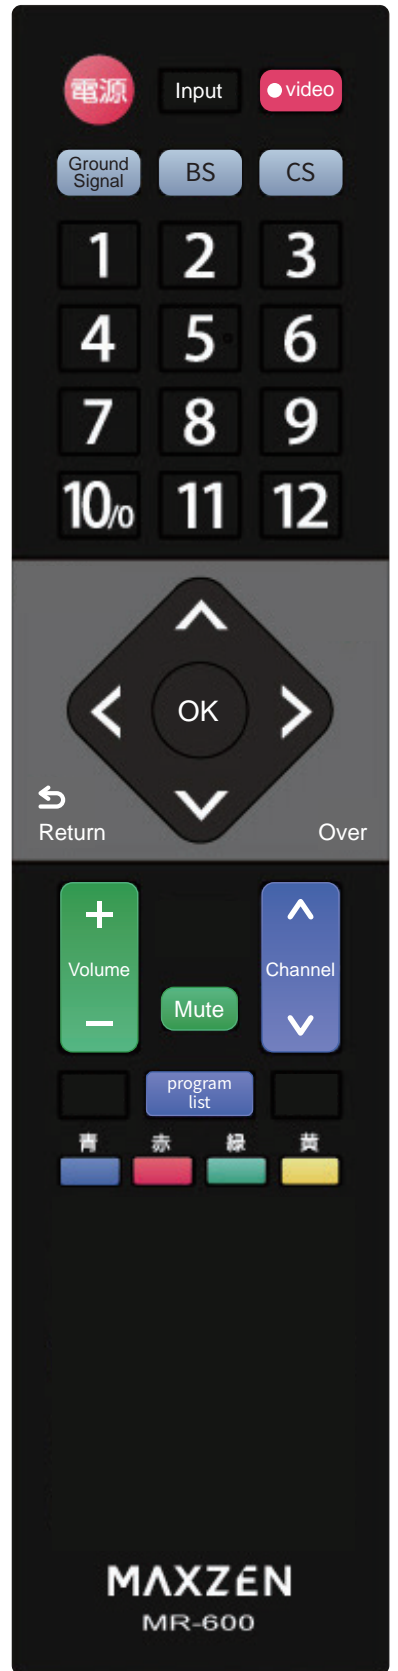 電源
Input
video
Ground
Signal
BS
CS
1
2
3
4
5
6
7
8
9
10/0
11
12
OK
Return
Over
+
Volume
Channel
−
Mute
program
list
青
赤
緑
黄
MAXZEN
MR-600